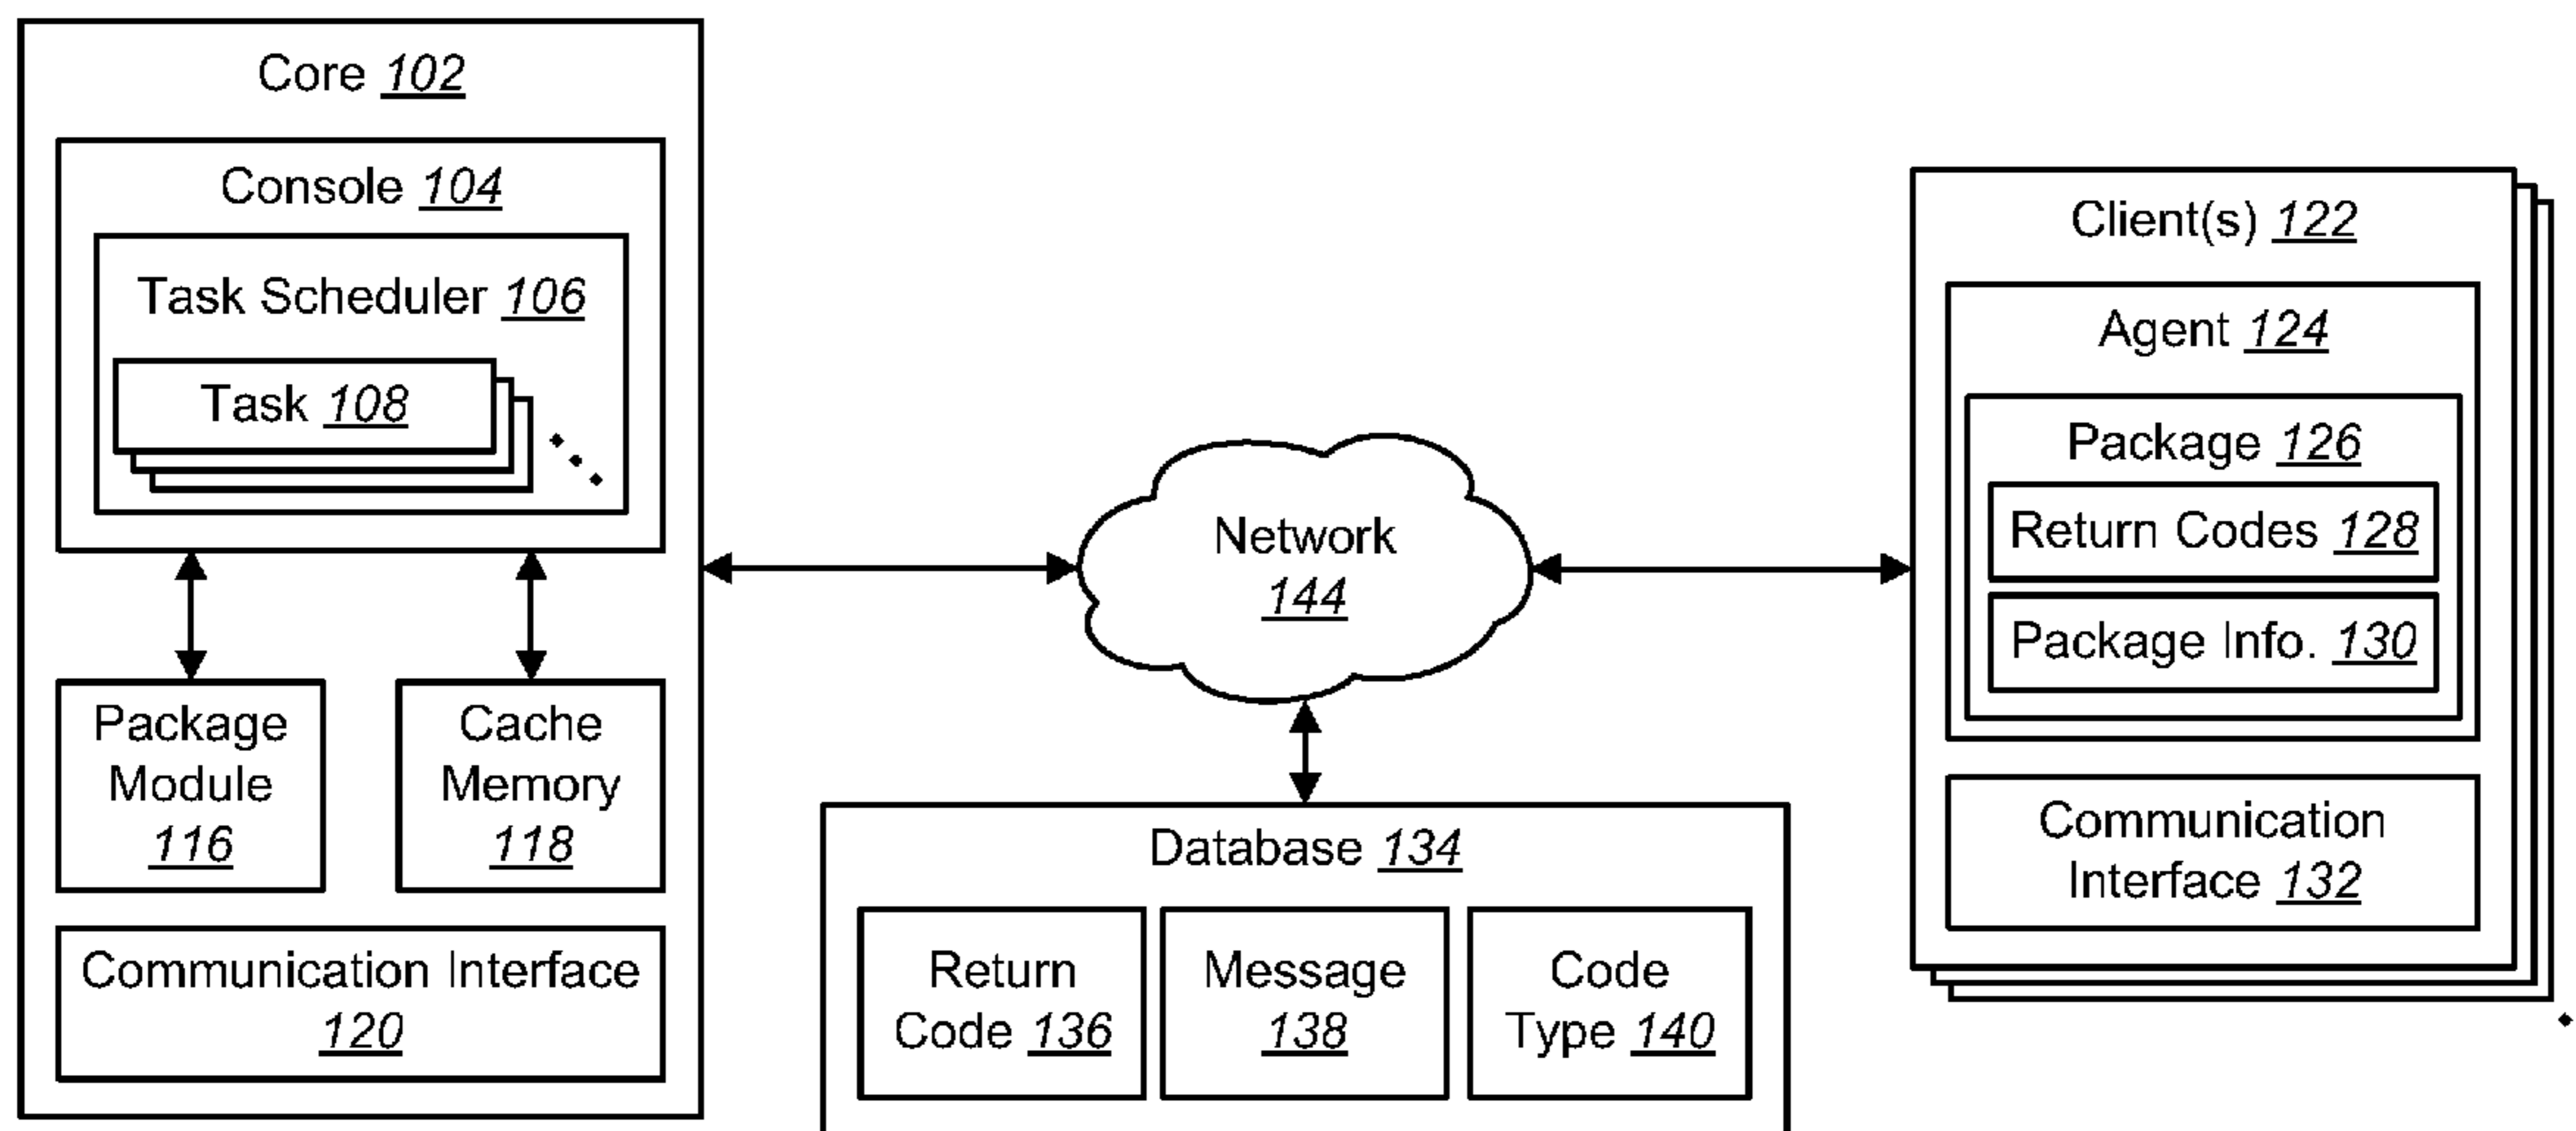 Core 102
Console 104
Task Scheduler 106
Task 108
Package
Module
116
Cache
Memory
118
Communication Interface
120
Network
144
Database 134
Return
Code 136
Message
138
Code
Type 140
Client(s) 122
Agent 124
Package 126
Return Codes 128
Package Info. 130
Communication
Interface 132